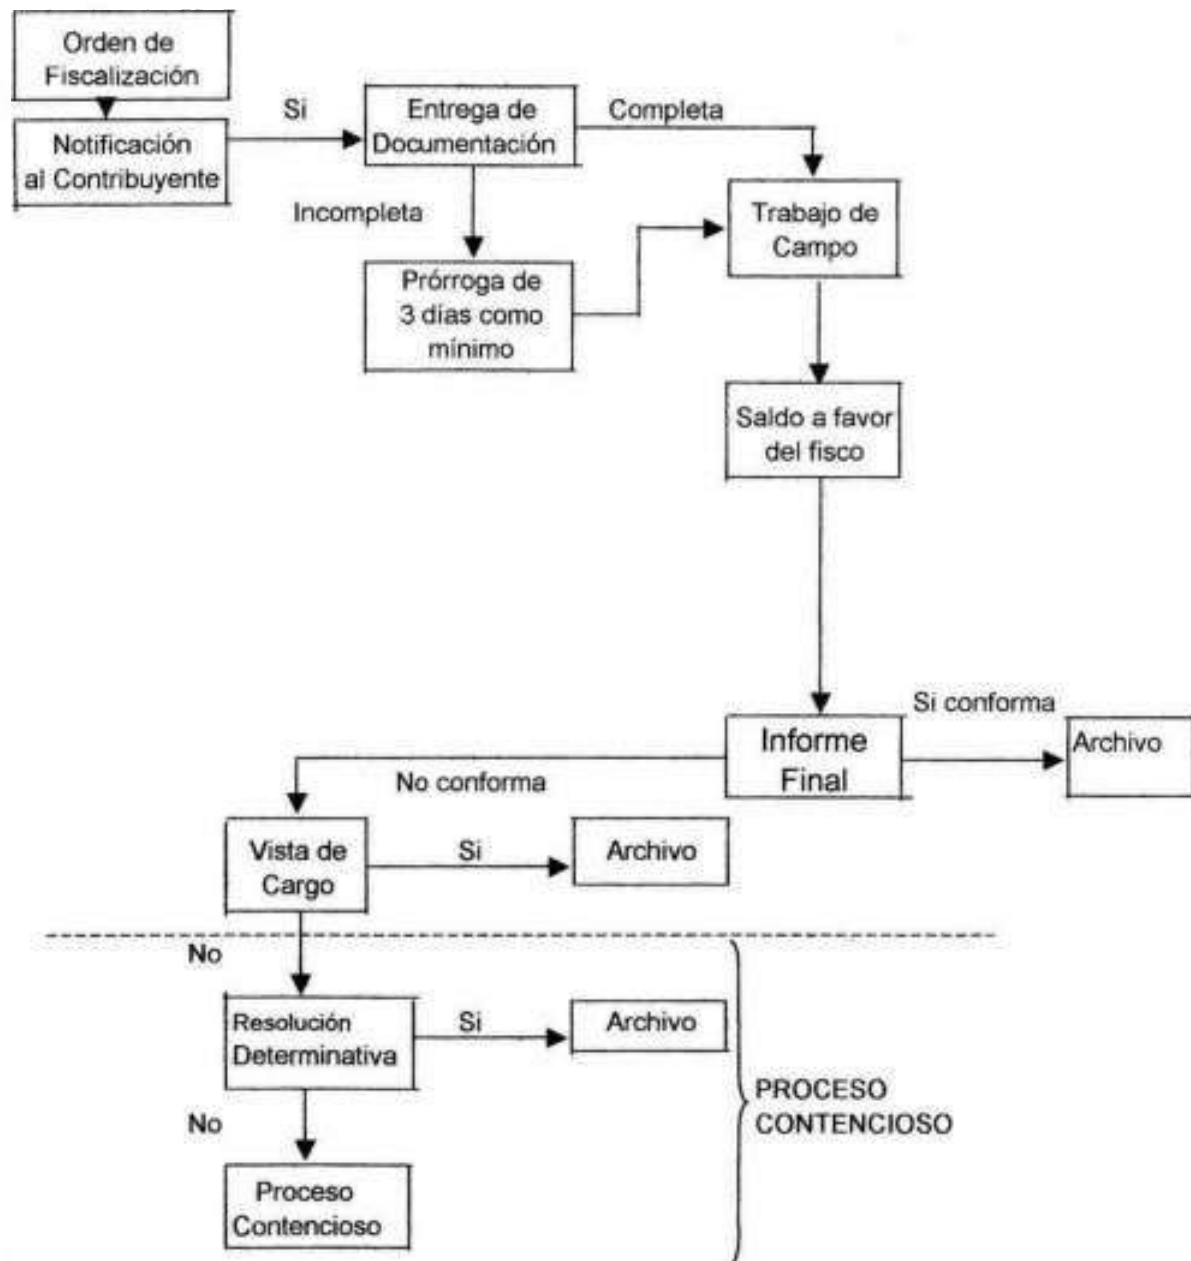 Orden de
Fiscalización
Notificación
al Contribuyente
Si
Entrega de
Documentación
Completa
Incompleta
Prórroga de
3 días como
mínimo
Trabajo de
Campo
Saldo a favor
del fisco
Informe
Final
Si conforma
Archivo
No conforma
Vista de
Cargo
Si
Archivo
No
Resolución
Determinativa
Si
Archivo
No
Proceso
Contencioso
PROCESO
CONTENCIOSO